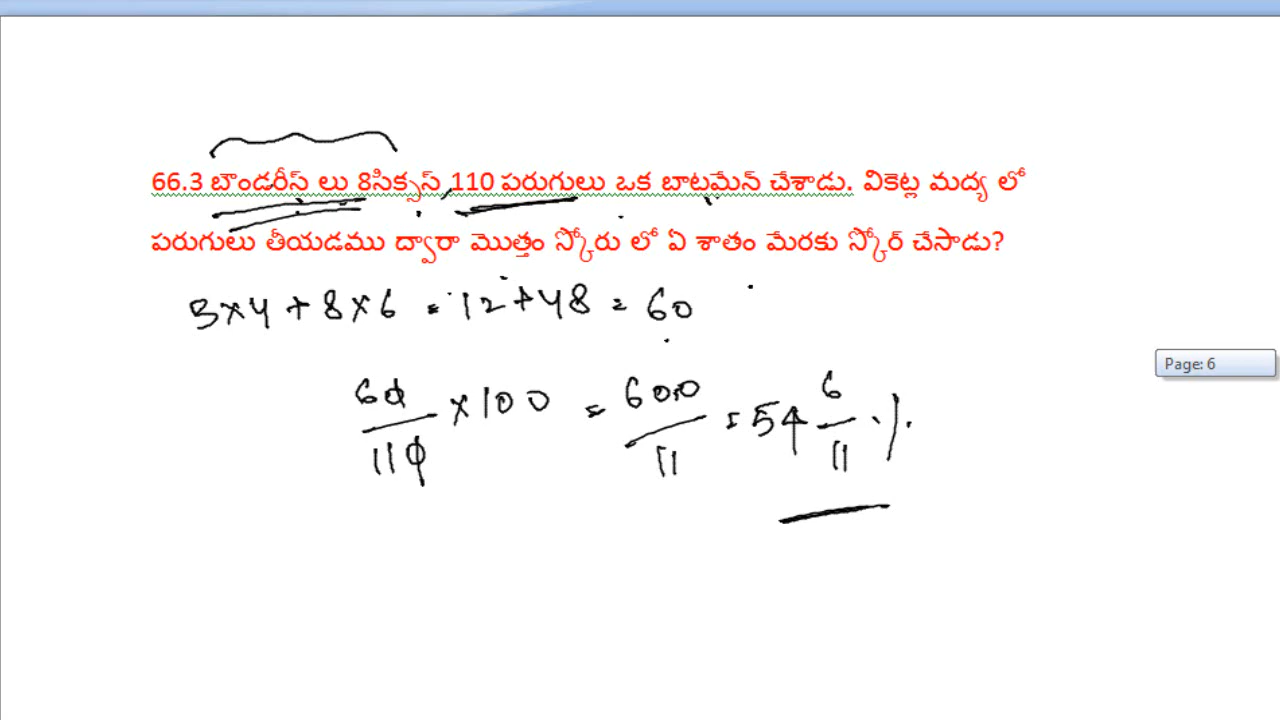 66.3 బౌండరీస్ లు 8సిక్సస్ ,110 పరుగులు ఒక బాటమేన్ చేశాడు. వికెట్ల మద్య లో
పరుగులు తీయడము ద్వారా మొత్తం స్కోరు లో ఏ శాతం మేరకు స్కోర్ చేసాడు?
3×4+8×6 = 12+48 = 60
60/110 ×100 = 600/11 = 54 6/11 %
Page: 6